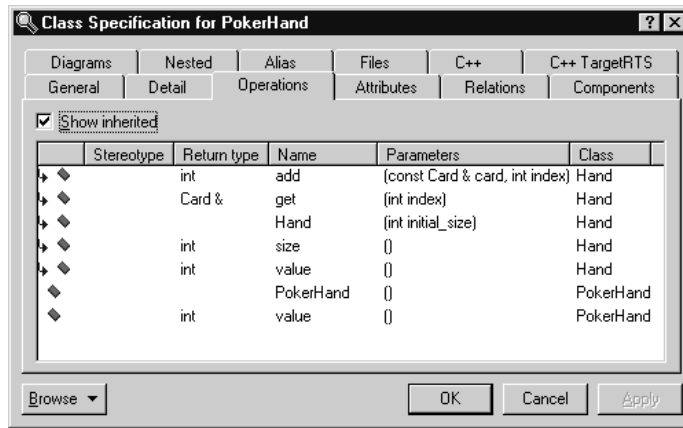 Class Specification for PokerHand
Diagrams Nested Alias Files C++ C++ TargetRTS
General Detail Operations Attributes Relations Components
Show inherited
Stereotype Return type Name Parameters Class
int add (const Card & card, int index) Hand
Card & get (int index) Hand
Hand (int initial_size) Hand
int size () Hand
int value () Hand
PokerHand () PokerHand
int value () PokerHand
Browse OK Cancel Apply